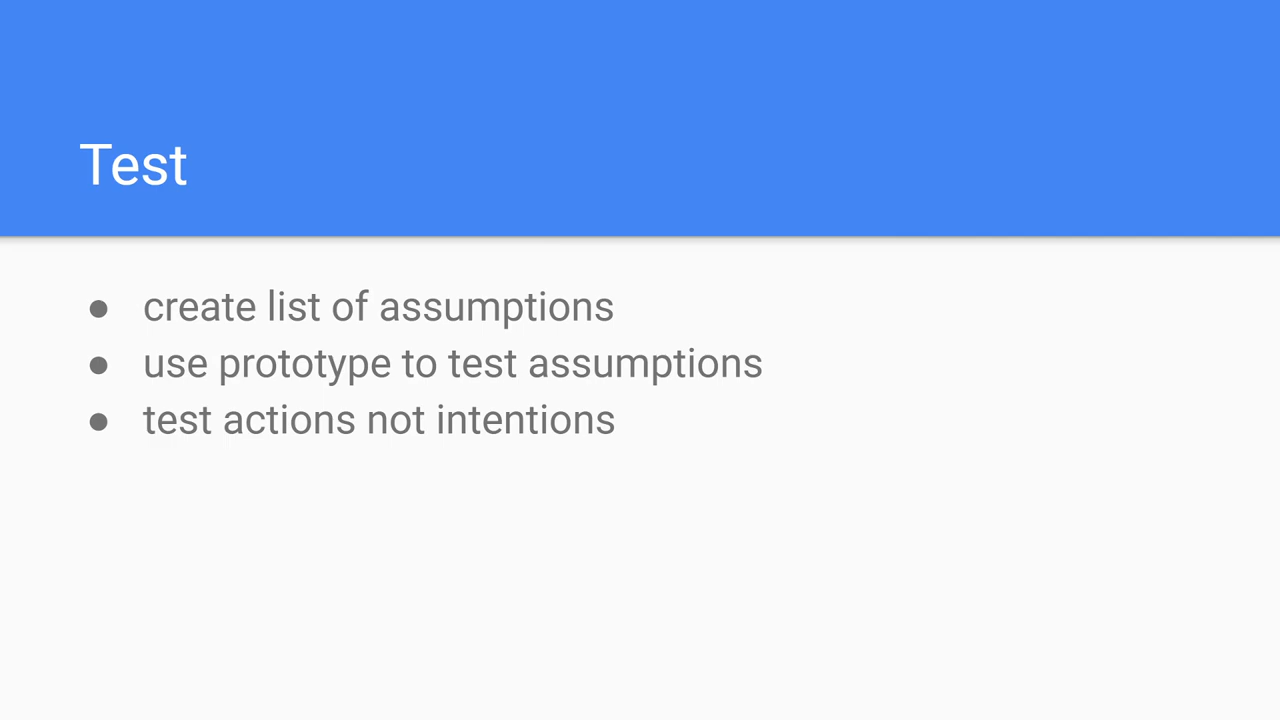 Test
● create list of assumptions
● use prototype to test assumptions
● test actions not intentions